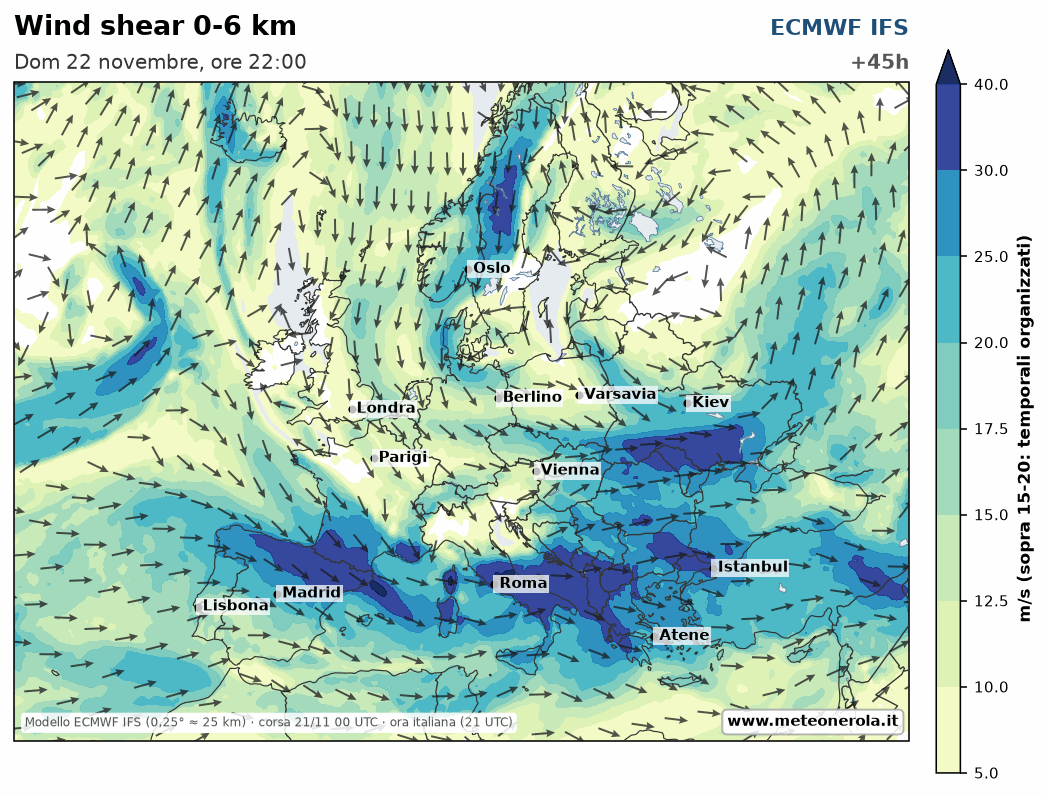 Wind shear 0-6 km
ECMWF IFS
Dom 22 novembre, ore 22:00
+45h
40.0
30.0
25.0
20.0
17.5
15.0
12.5
10.0
5.0
m/s (sopra 15-20: temporali organizzati)
Oslo
Berlino
Varsavia
Kiev
Londra
Parigi
Vienna
Istanbul
Roma
Madrid
Lisbona
Atene
Modello ECMWF IFS (0,25° ≈ 25 km) · corsa 21/11 00 UTC · ora italiana (21 UTC)
www.meteonerola.it